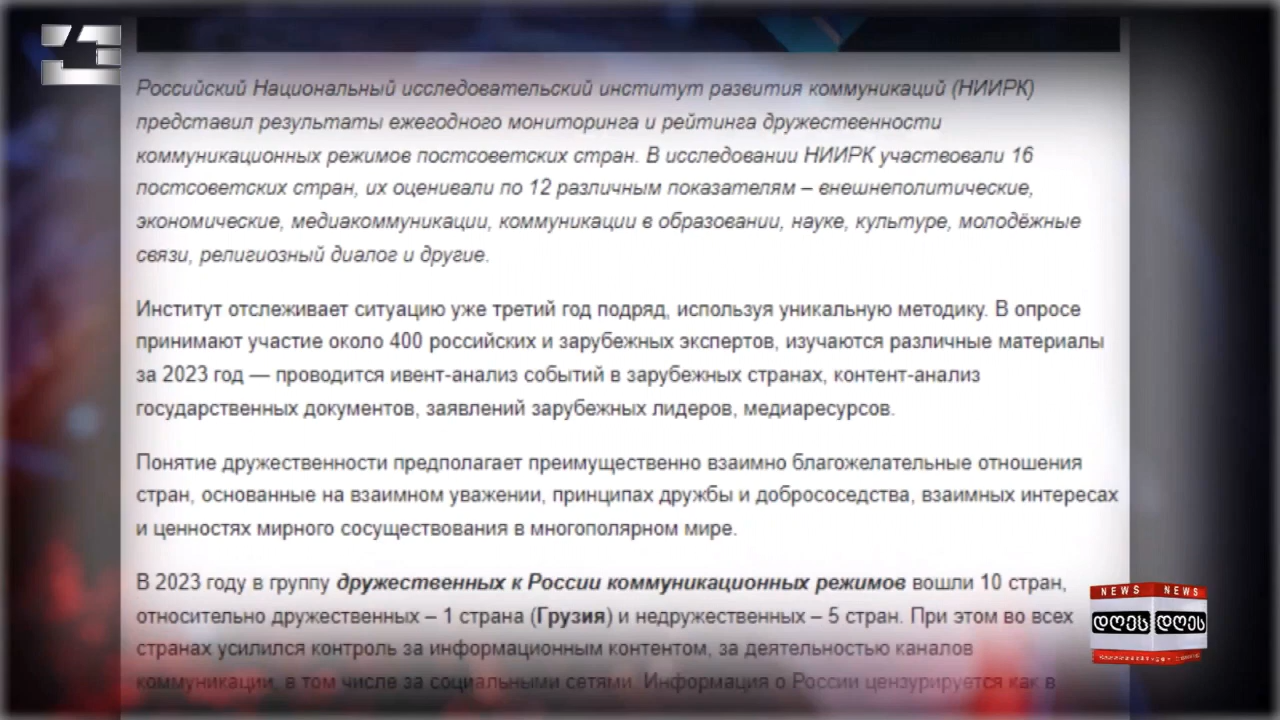 Российский Национальный исследовательский институт развития коммуникаций (НИИРК)
представил результаты ежегодного мониторинга и рейтинга дружественности
коммуникационных режимов постсоветских стран. В исследовании НИИРК участвовали 16
постсоветских стран, их оценивали по 12 различным показателям – внешнеполитические,
экономические, медиакоммуникации, коммуникации в образовании, науке, культуре, молодёжные
связи, религиозный диалог и другие.
Институт отслеживает ситуацию уже третий год подряд, используя уникальную методику. В опросе
принимают участие около 400 российских и зарубежных экспертов, изучаются различные материалы
за 2023 год — проводится ивент-анализ событий в зарубежных странах, контент-анализ
государственных документов, заявлений зарубежных лидеров, медиаресурсов.
Понятие дружественности предполагает преимущественно взаимно благожелательные отношения
стран, основанные на взаимном уважении, принципах дружбы и добрососедства, взаимных интересах
и ценностях мирного сосуществования в многополярном мире.
В 2023 году в группу дружественных к России коммуникационных режимов вошли 10 стран,
относительно дружественных – 1 страна (Грузия) и недружественных – 5 стран. При этом во всех
странах усилился контроль за информационным контентом, за деятельностью каналов
коммуникации, в том числе за социальными сетями. Информация о России цензурируется как в
NEWS NEWS
დღეს დღეს